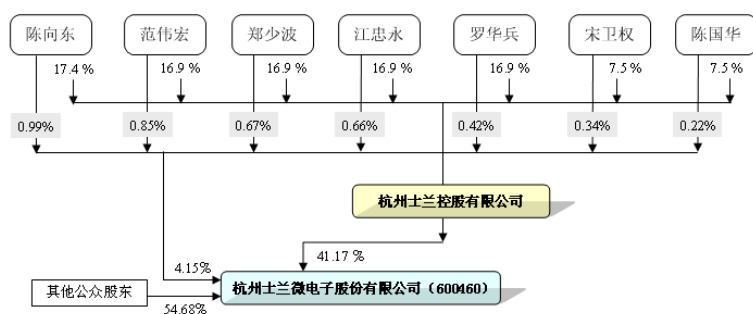 陈向东 范伟宏 郑少波 江忠永 罗华兵 宋卫权 陈国华
17.4 % 16.9 % 16.9 % 16.9 % 16.9 % 7.5 % 7.5 %
0.99% 0.85% 0.67% 0.66% 0.42% 0.34% 0.22%
杭州士兰控股有限公司
41.17 %
4.15%
其他公众股东
杭州士兰微电子股份有限公司（600460）
54.68%